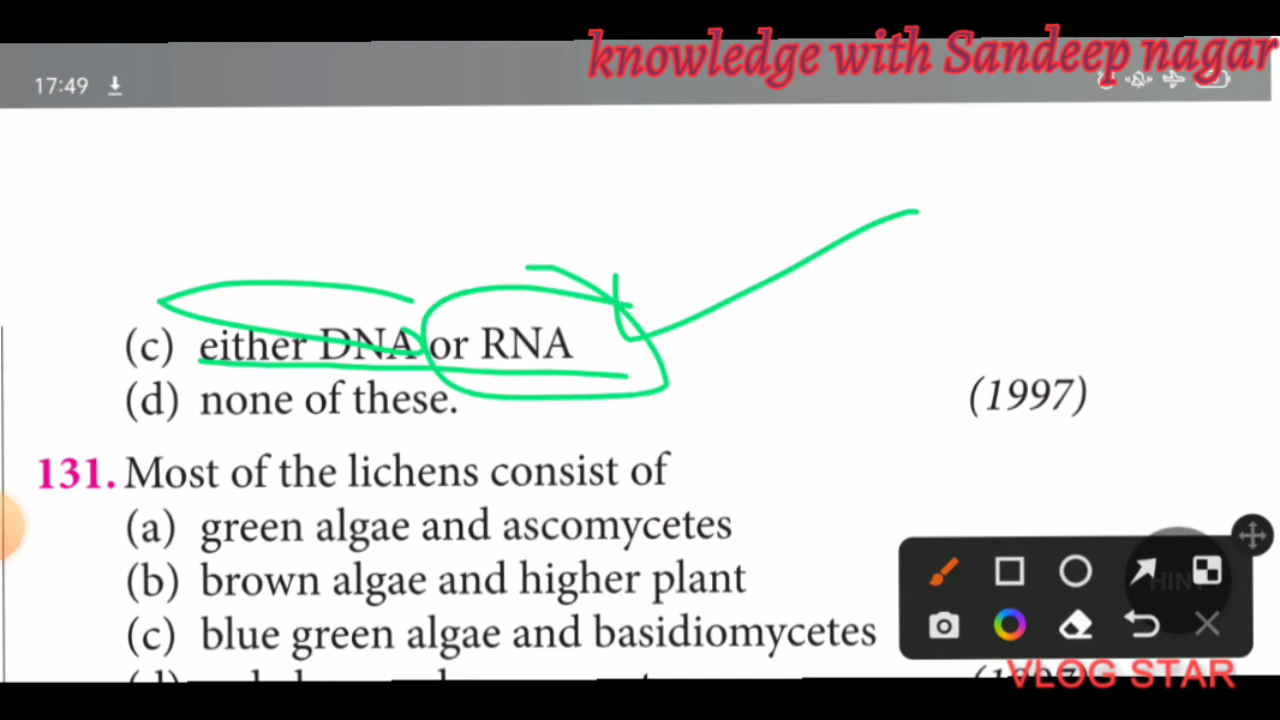 knowledge with Sandeep nagar
17:49
(c) either DNA or RNA
(d) none of these.
(1997)
131. Most of the lichens consist of
(a) green algae and ascomycetes
(b) brown algae and higher plant
HIN
(c) blue green algae and basidiomycetes
VLOG STAR